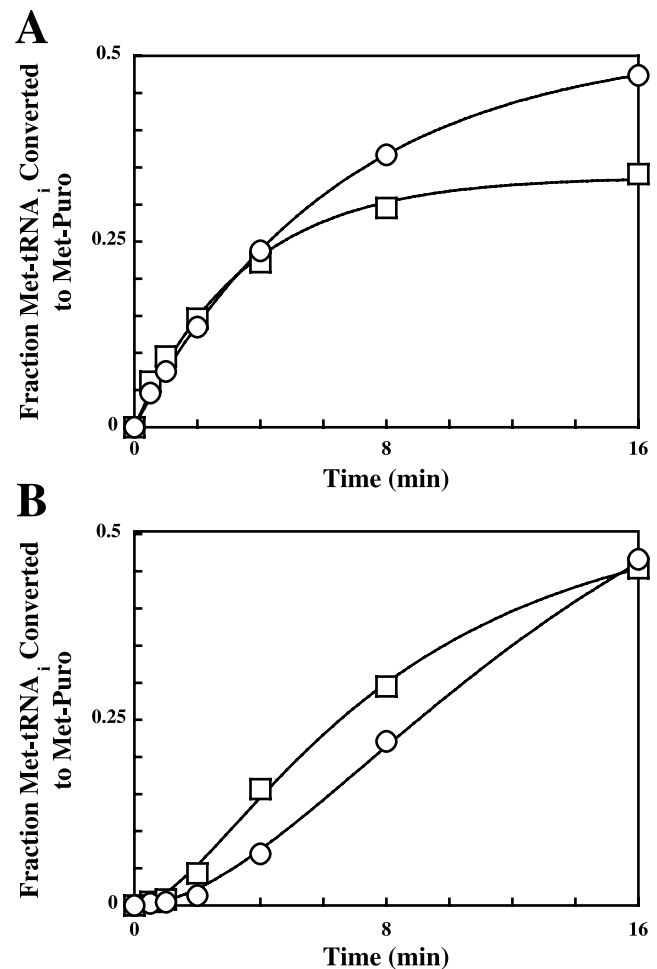 A
0.5
0.25
0
Fraction Met-tRNA i Converted
to Met-Puro
0 8 16
Time (min)
B
0.5
0.25
0
Fraction Met-tRNA i Converted
to Met-Puro
0 8 16
Time (min)